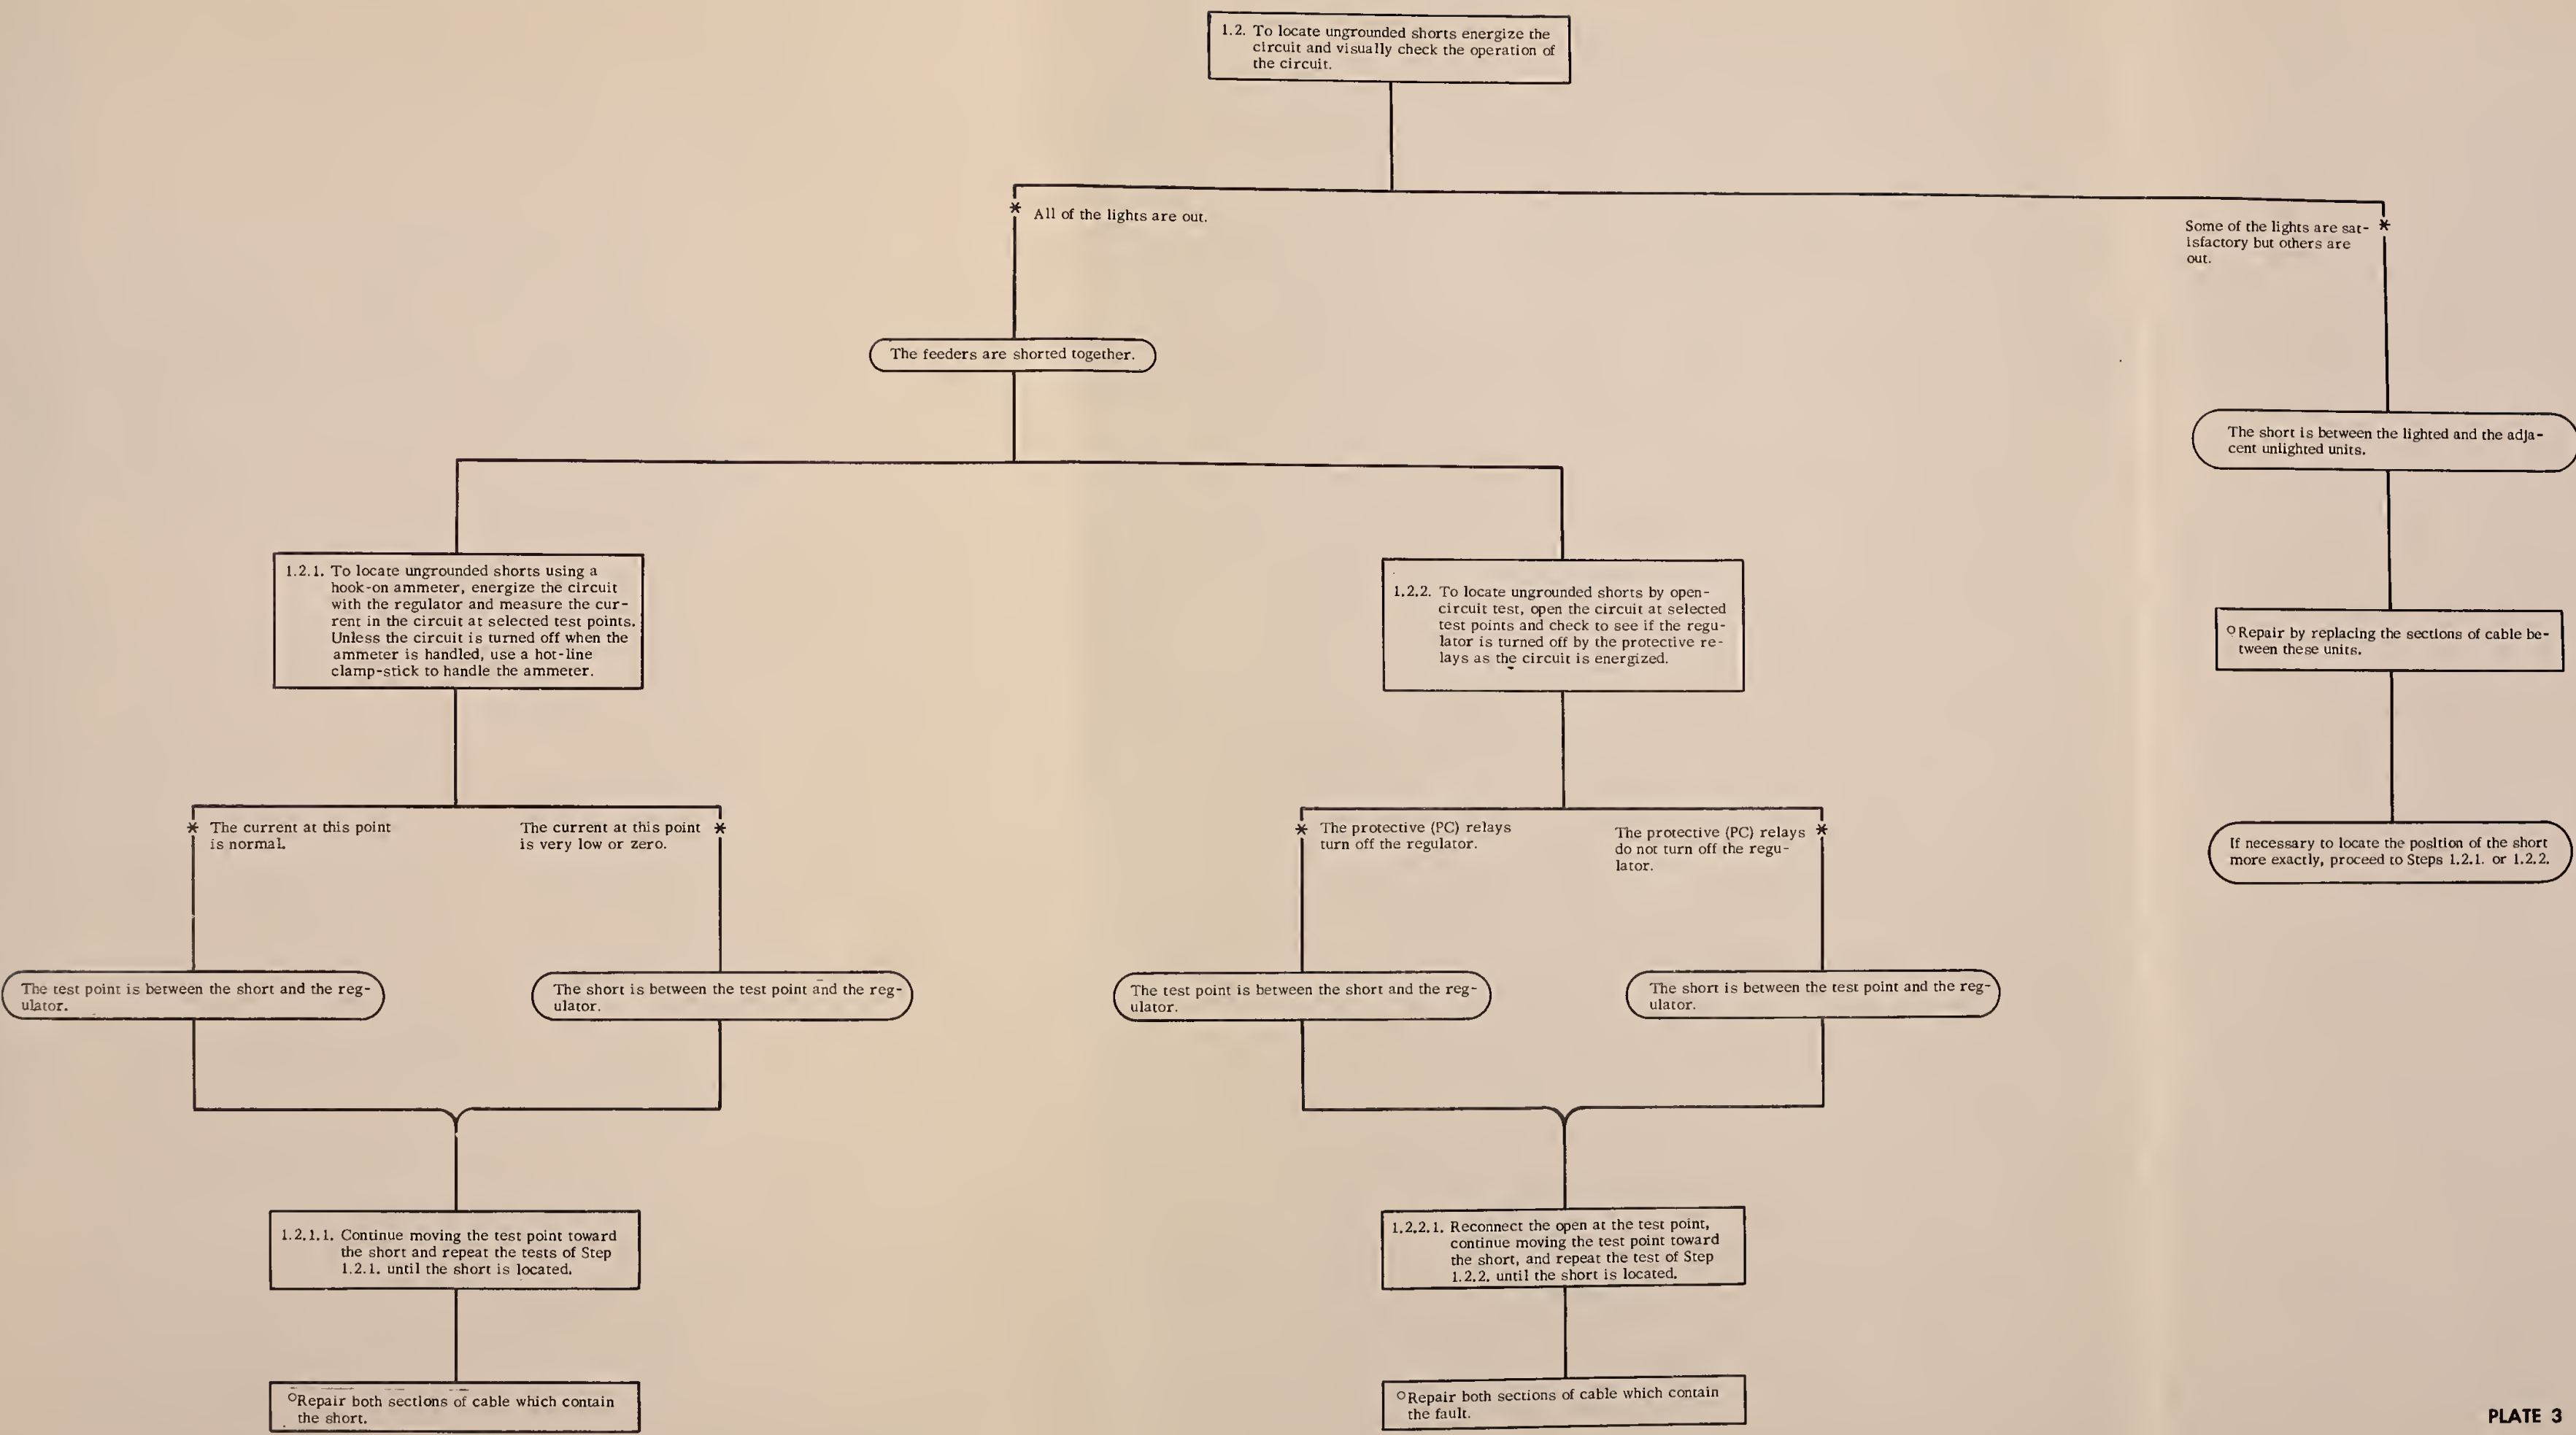 1.2. To locate ungrounded shorts energize the
circuit and visually check the operation of
the circuit.
All of the lights are out.
Some of the lights are sat-
isfactory but others are
out.
The feeders are shorted together.
The short is between the lighted and the adja-
cent unlighted units.
1.2.1. To locate ungrounded shorts using a
hook-on ammeter, energize the circuit
with the regulator and measure the cur-
rent in the circuit at selected test points.
Unless the circuit is turned off when the
ammeter is handled, use a hot-line
clamp-stick to handle the ammeter.
1.2.2. To locate ungrounded shorts by open-
circuit test, open the circuit at selected
test points and check to see if the regu-
lator is turned off by the protective re-
lays as the circuit is energized.
Repair by replacing the sections of cable be-
tween these units.
The current at this point
is normal.
The current at this point
is very low or zero.
The protective (PC) relays
turn off the regulator.
The protective (PC) relays
do not turn off the regu-
lator.
If necessary to locate the position of the short
more exactly, proceed to Steps 1.2.1. or 1.2.2.
The test point is between the short and the reg-
ulator.
The short is between the test point and the reg-
ulator.
The test point is between the short and the reg-
ulator.
The short is between the test point and the reg-
ulator.
1.2.1.1. Continue moving the test point toward
the short and repeat the tests of Step
1.2.1. until the short is located.
1.2.2.1. Reconnect the open at the test point,
continue moving the test point toward
the short, and repeat the test of Step
1.2.2. until the short is located.
Repair both sections of cable which contain
the short.
Repair both sections of cable which contain
the fault.
PLATE 3